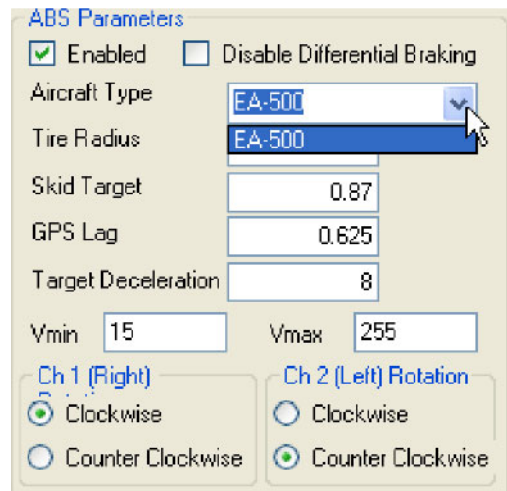 ABS Parameters
Enabled Disable Differential Braking
Aircraft Type EA-500
Tire Radius EA-500
Skid Target 0.87
GPS Lag 0.625
Target Deceleration 8
Vmin 15 Vmax 255
Ch 1 (Right) Ch 2 (Left) Rotation
Clockwise Clockwise
Counter Clockwise Counter Clockwise